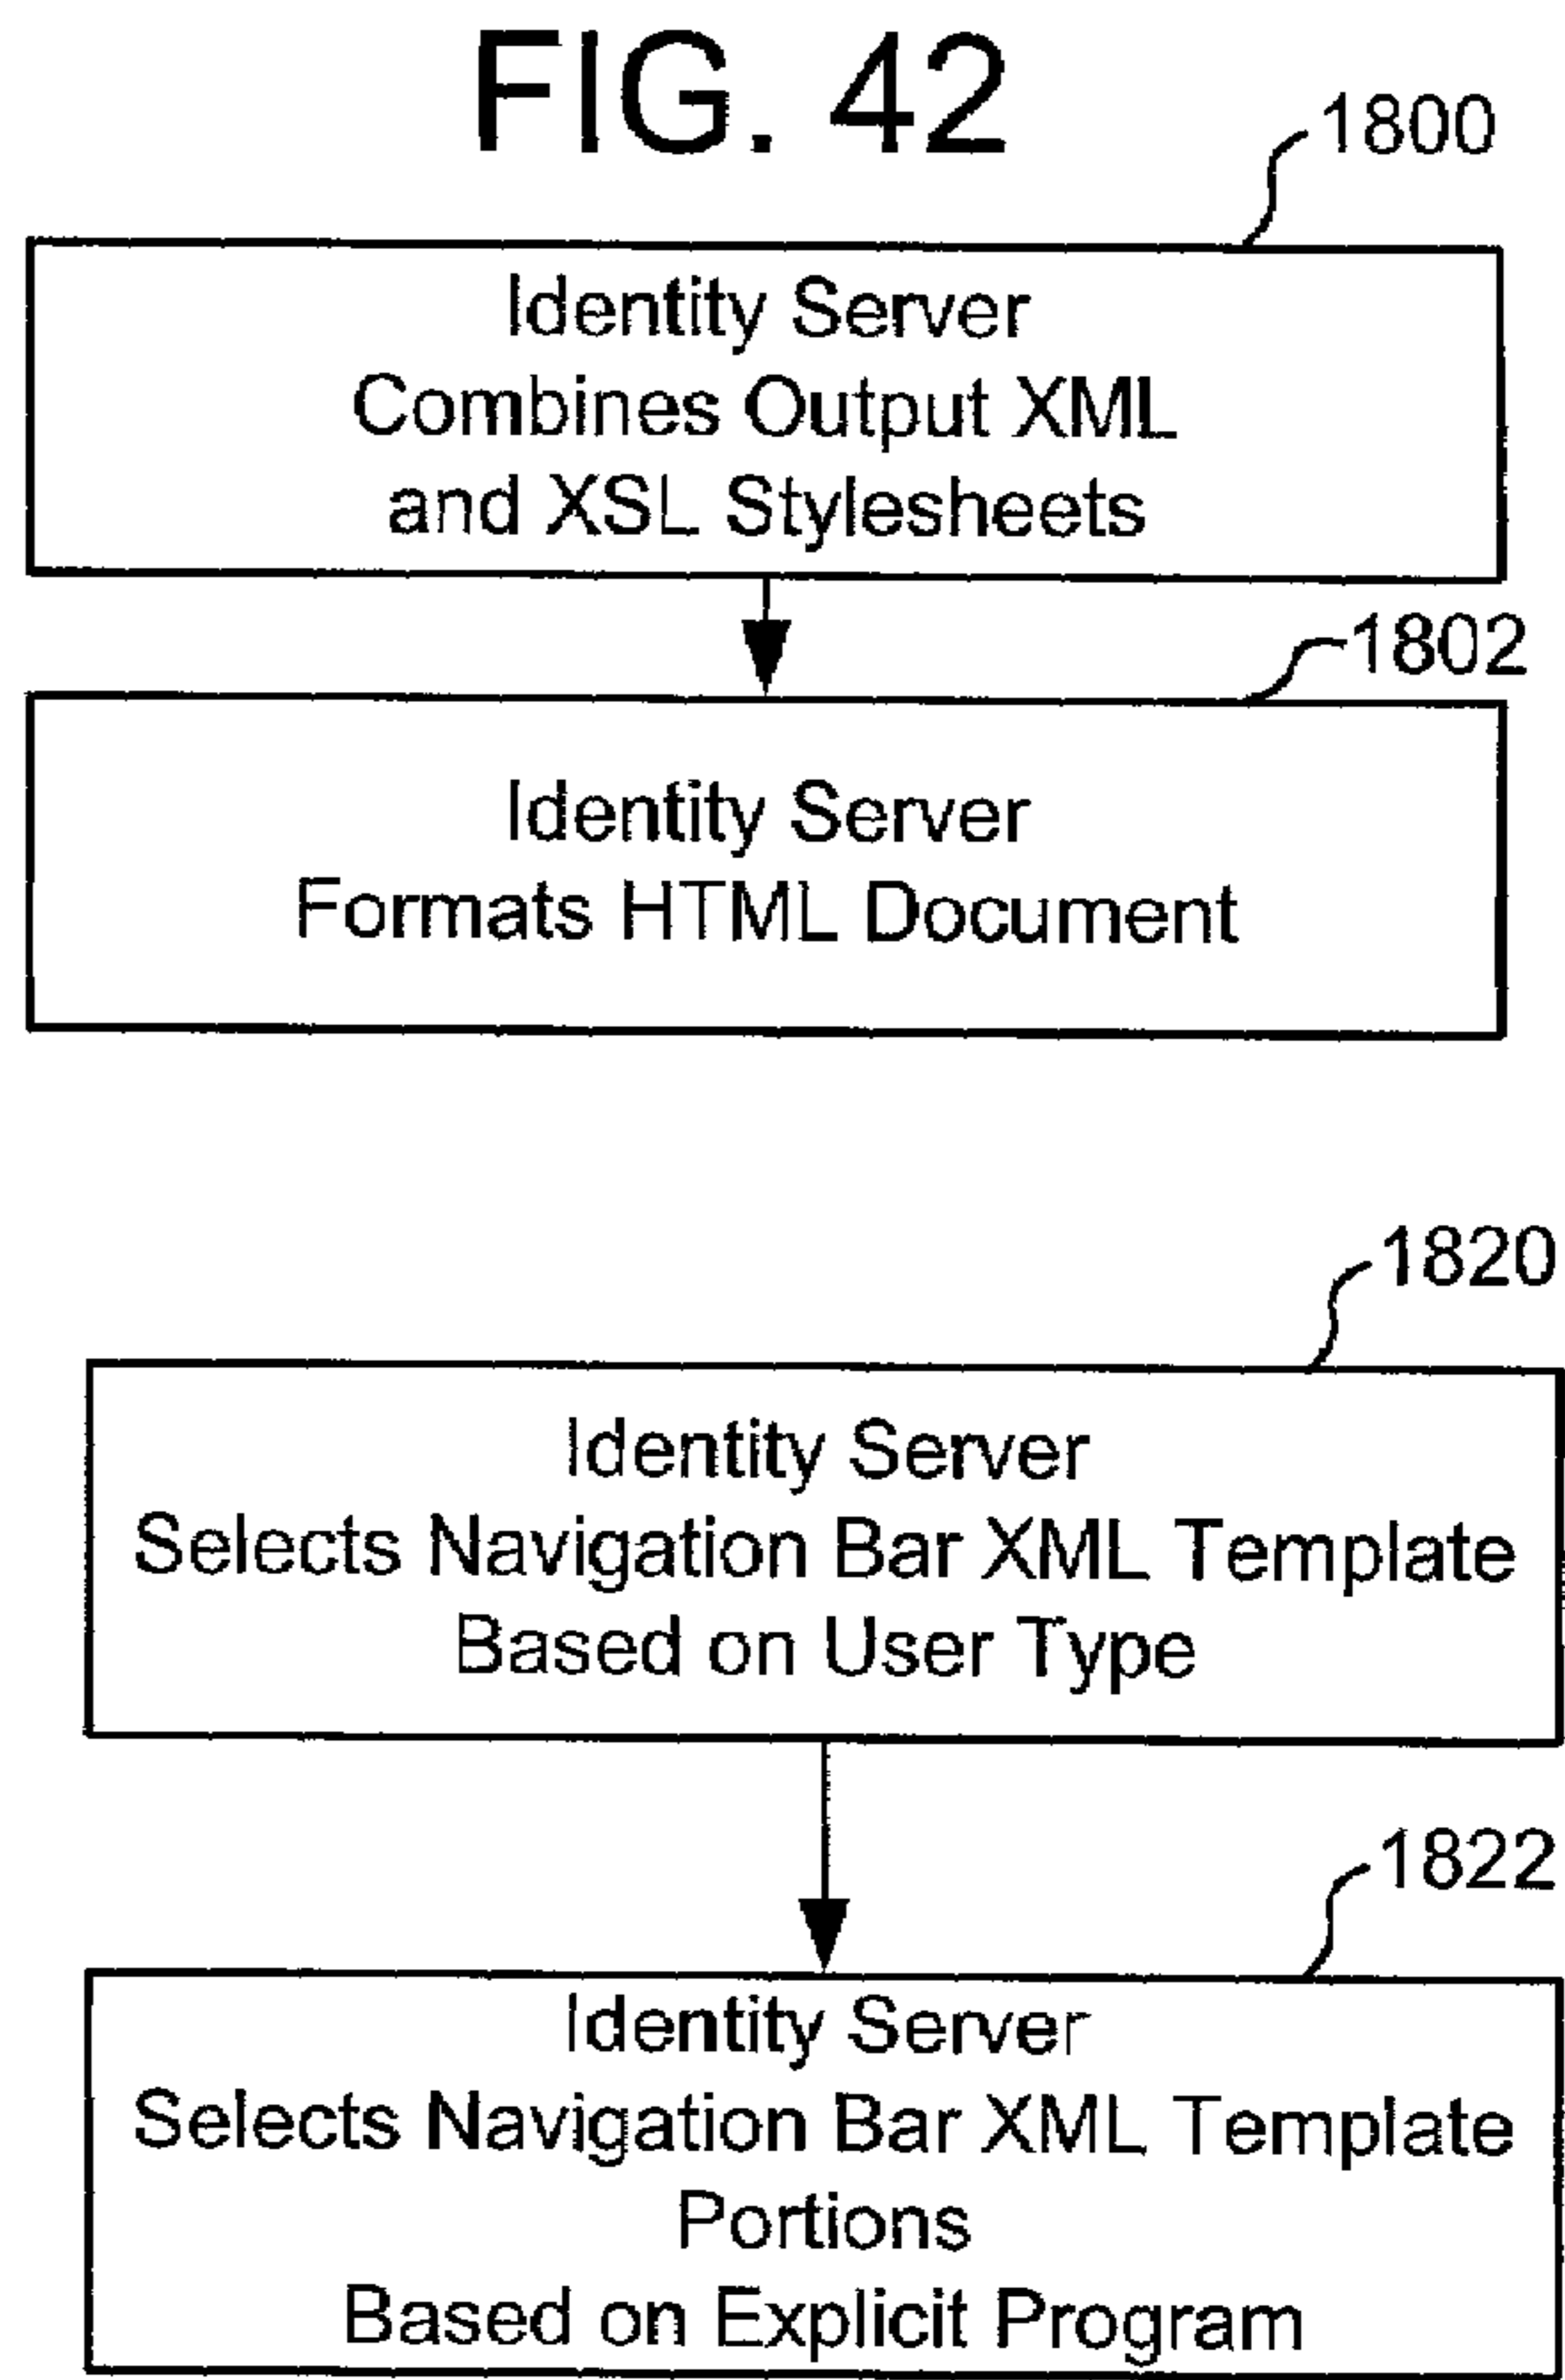 FIG. 42
1800
Identity Server
Combines Output XML
and XSL Stylesheets
1802
Identity Server
Formats HTML Document
1820
Identity Server
Selects Navigation Bar XML Template
Based on User Type
1822
Identity Server
Selects Navigation Bar XML Template
Portions
Based on Explicit Program